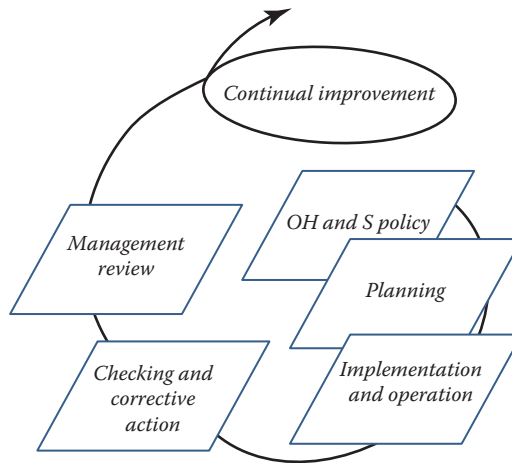 Continual improvement
OH and S policy
Planning
Implementation
and operation
Checking and
corrective
action
Management
review